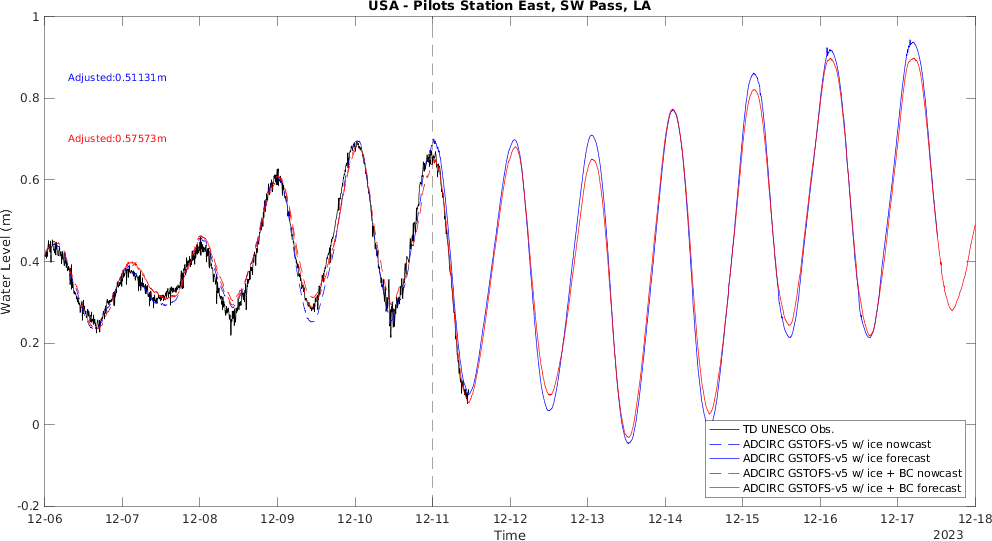 USA - Pilots Station East, SW Pass, LA
1
0.8
0.6
0.4
0.2
0
-0.2
Water Level (m)
Adjusted:0.51131m
Adjusted:0.57573m
TD UNESCO Obs.
ADCIRC GSTOFS-v5 w/ ice nowcast
ADCIRC GSTOFS-v5 w/ ice forecast
ADCIRC GSTOFS-v5 w/ ice + BC nowcast
ADCIRC GSTOFS-v5 w/ ice + BC forecast
12-06 12-07 12-08 12-09 12-10 12-11 12-12 12-13 12-14 12-15 12-16 12-17 12-18
Time
2023